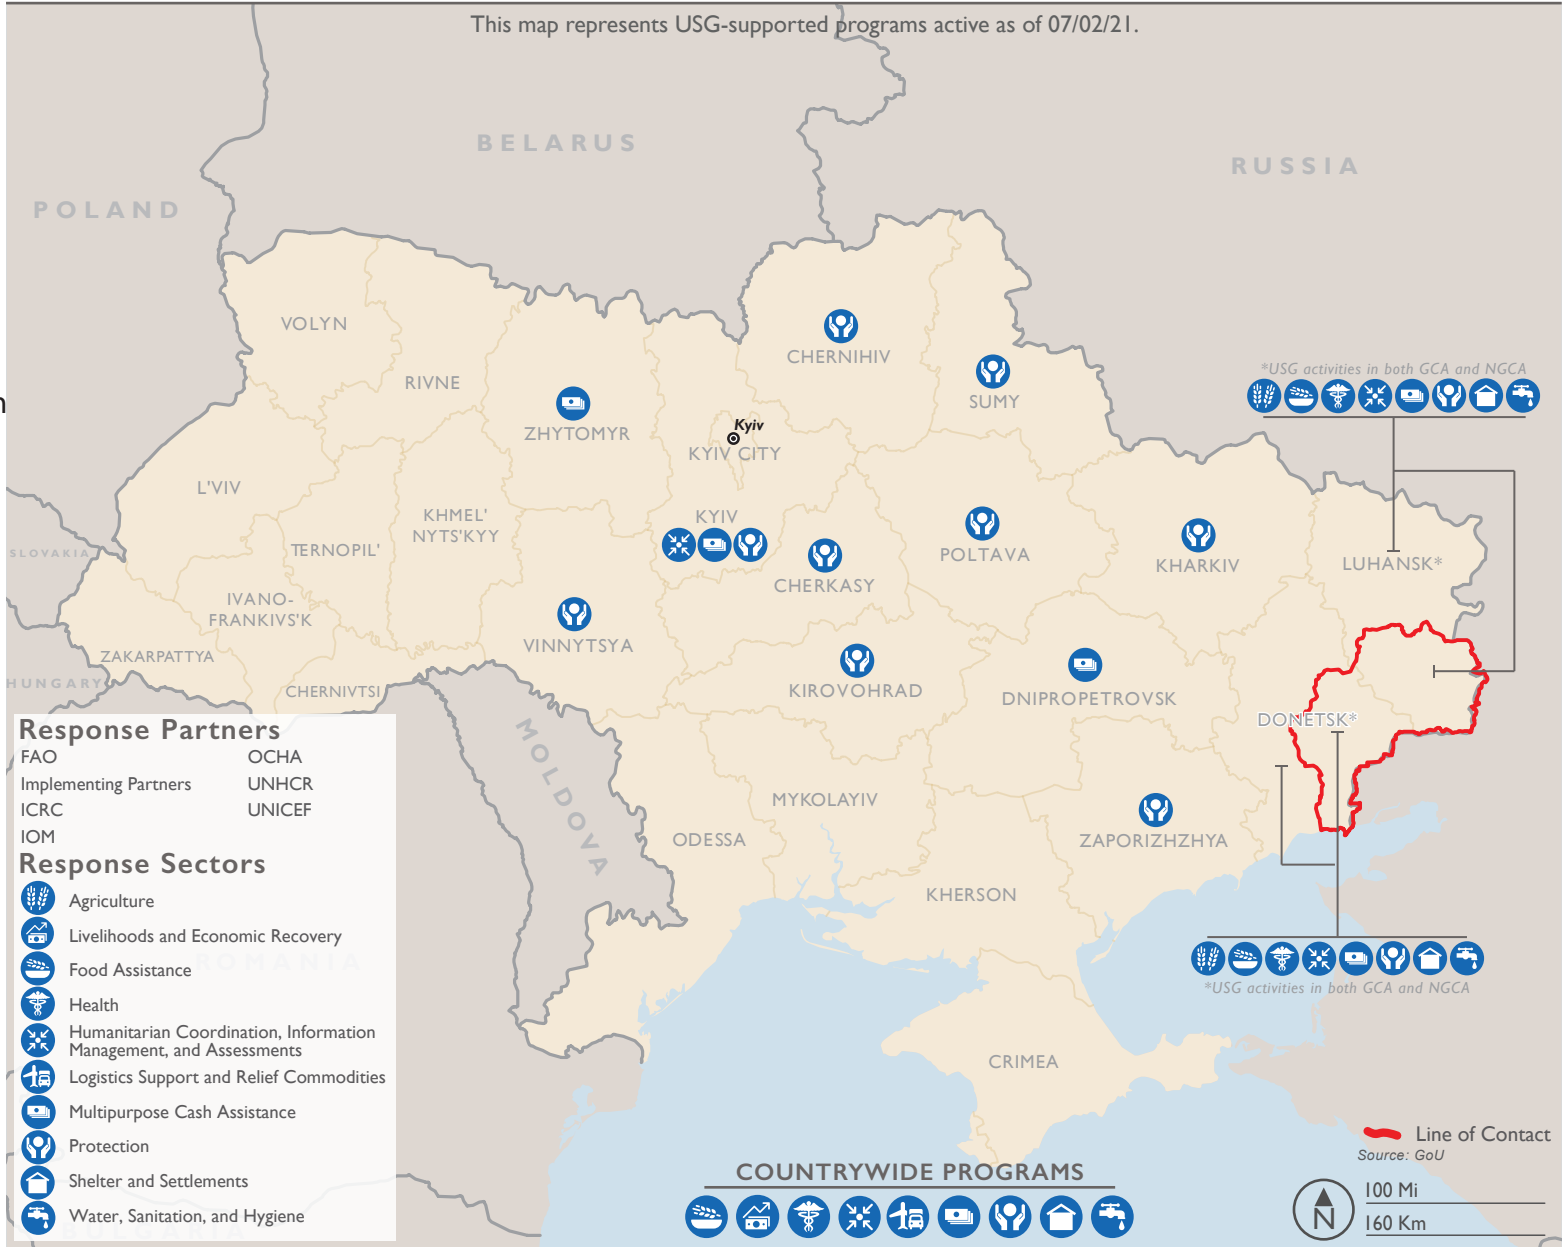 This map represents USG-supported programs active as of 07/02/21.
BELARUS
RUSSIA
POLAND
VOLYN
CHERNIHIV
RIVNE
SUMY
*USG activities in both GCA and NGCA
n
ZHYTOMYR
Kyiv
KYIV CITY
L'VIV
KHMEL'
NYTS'KYY
KYIV
TERNOPIL'
POLTAVA
KHARKIV
LUHANSK*
SLOVAKIA
CHERKASY
IVANO-
FRANKIVS'K
VINNYTSYA
ZAKARPATTYA
HUNGARY
CHERNIVTSI
KIROVOHRAD
DNIPROPETROVSK
DONETSK*
MOLDOVA
MYKOLAYIV
ODESSA
ZAPORIZHZHYA
KHERSON
*USG activities in both GCA and NGCA
CRIMEA
Response Partners
FAO
Implementing Partners
ICRC
IOM
OCHA
UNHCR
UNICEF
Response Sectors
Agriculture
Livelihoods and Economic Recovery
Food Assistance
ROMANIA
Health
Humanitarian Coordination, Information
Management, and Assessments
Logistics Support and Relief Commodities
Multipurpose Cash Assistance
Protection
Shelter and Settlements
Water, Sanitation, and Hygiene
BULGARIA
COUNTRYWIDE PROGRAMS
Line of Contact
Source: GoU
N
100 Mi
160 Km